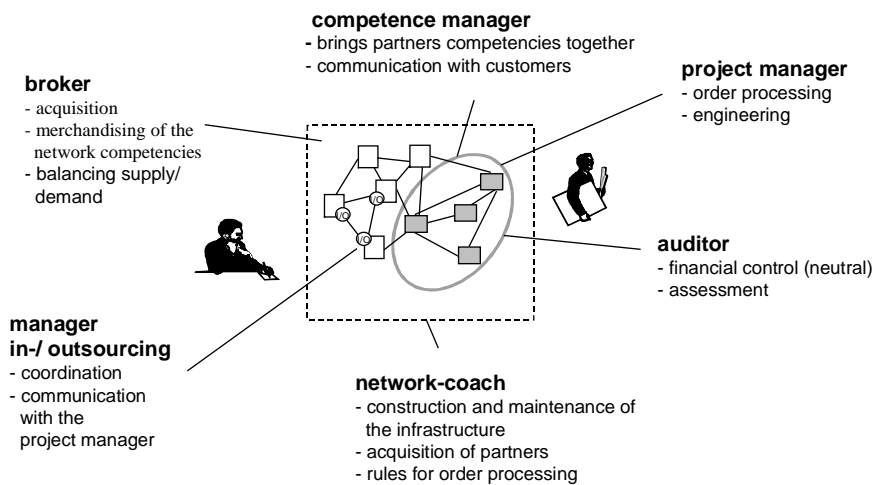 competence manager
- brings partners competencies together
- communication with customers
project manager
- order processing
- engineering
broker
- acquisition
- merchandising of the
network competencies
- balancing supply/
demand
I/O
I/O
I/O
auditor
- financial control (neutral)
- assessment
manager
in-/ outsourcing
- coordination
- communication
with the
project manager
network-coach
- construction and maintenance of
the infrastructure
- acquisition of partners
- rules for order processing